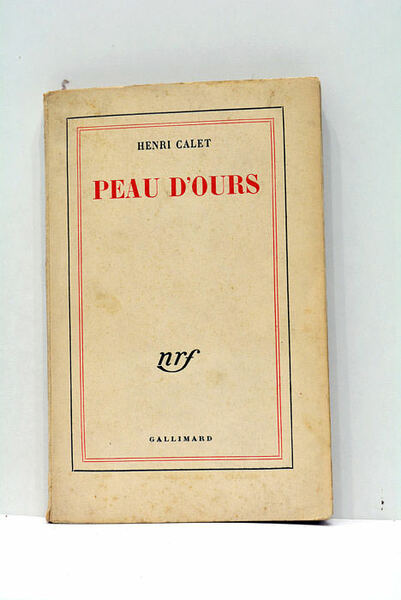 HENRI CALET
PEAU D'OURS
nrf
GALLIMARD